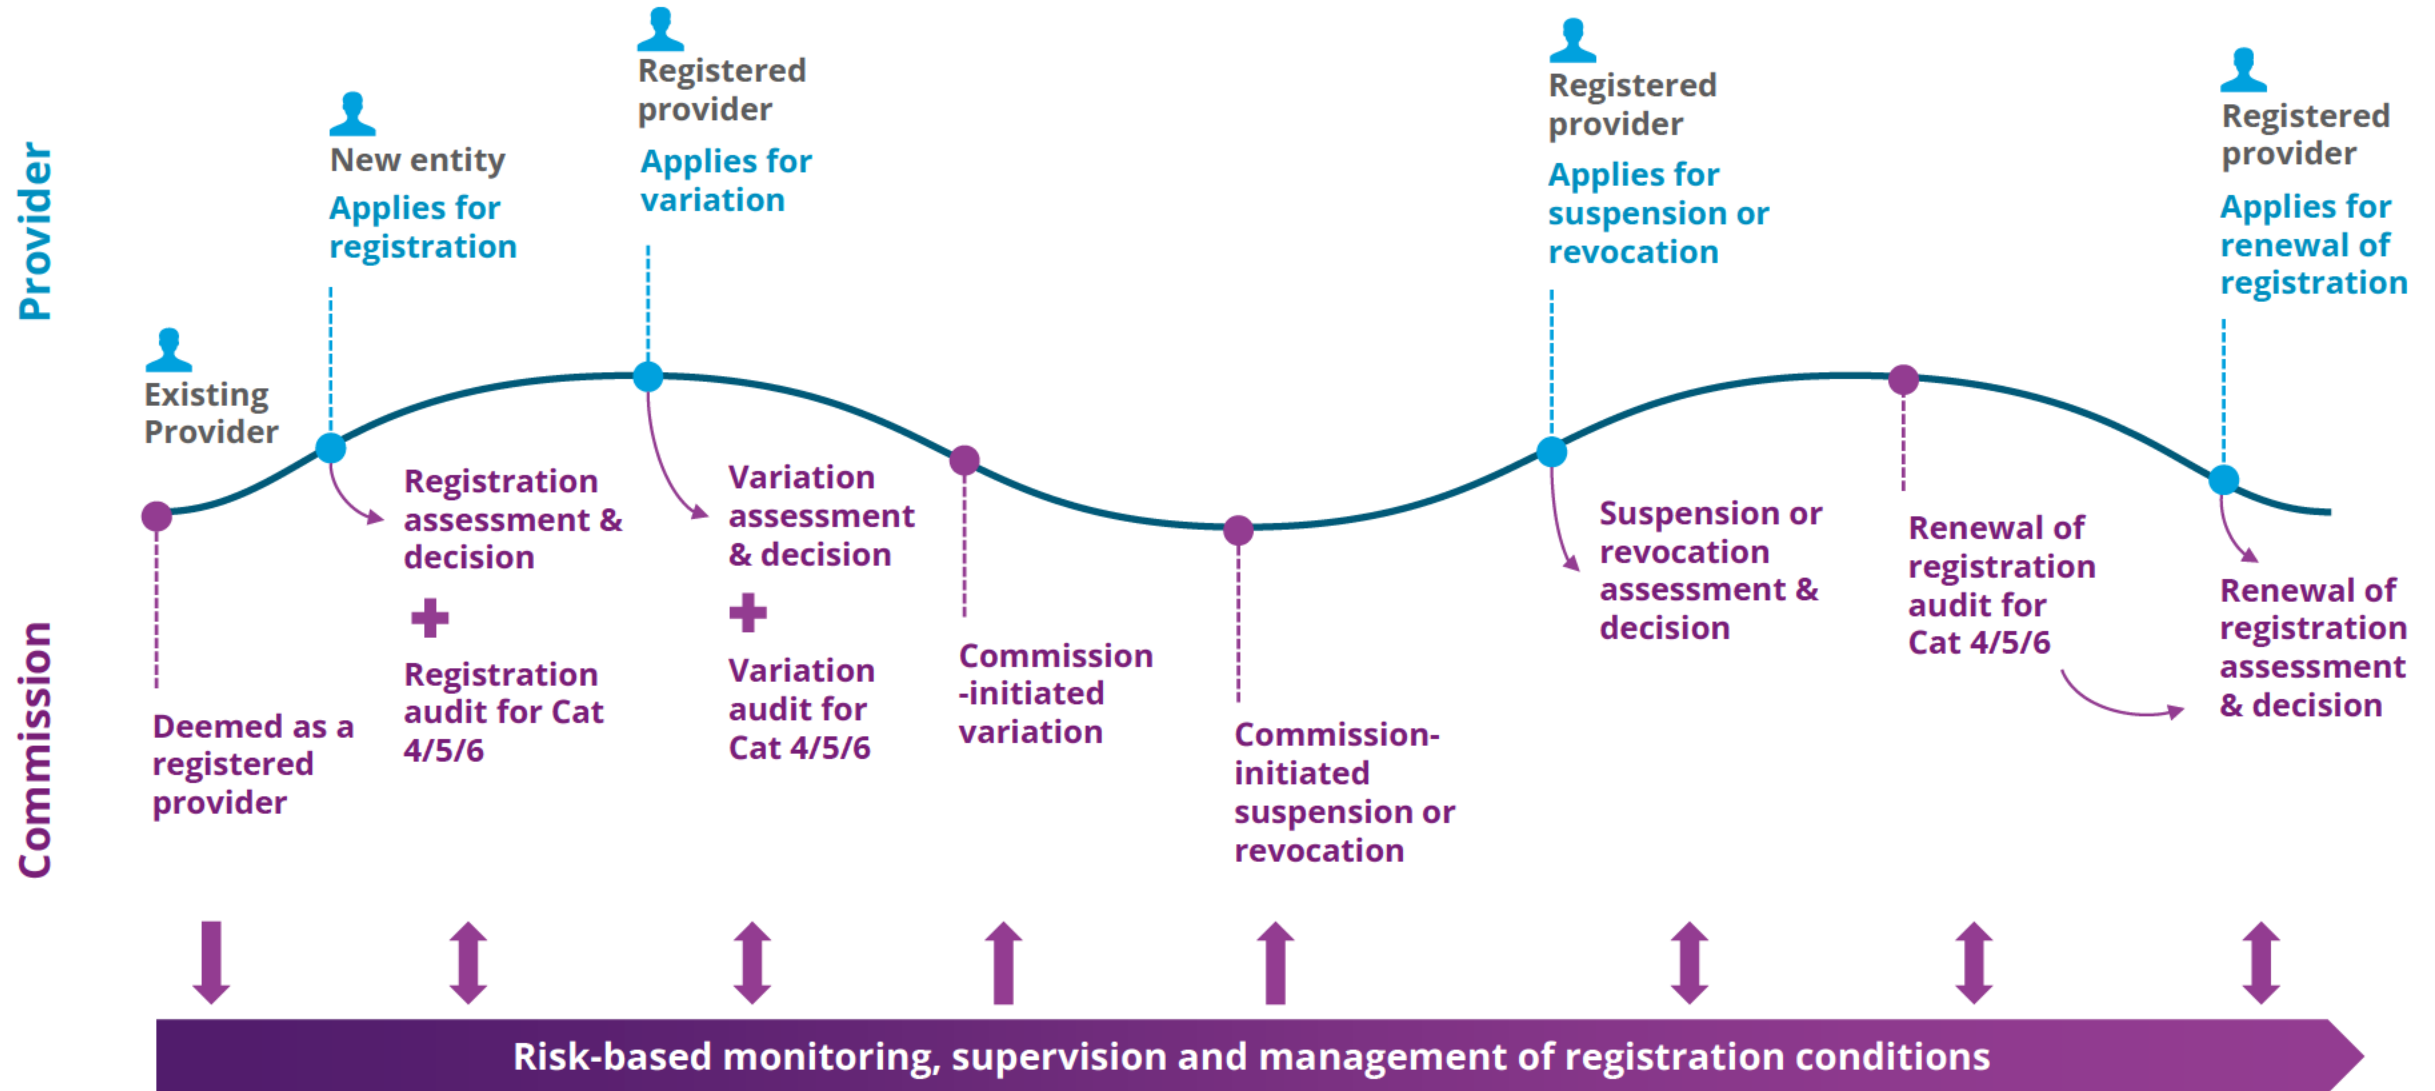 Provider
Commission
Existing
Provider
Deemed as a
registered
provider
New entity
Applies for
registration
Registration
assessment &
decision
Registration
audit for Cat
4/5/6
Registered
provider
Applies for
variation
Variation
assessment
& decision
Variation
audit for
Cat 4/5/6
Commission
-initiated
variation
Commission-
initiated
suspension or
revocation
Registered
provider
Applies for
suspension or
revocation
Suspension or
revocation
assessment &
decision
Renewal of
registration
audit for
Cat 4/5/6
Registered
provider
Applies for
renewal of
registration
Renewal of
registration
assessment
& decision
Risk-based monitoring, supervision and management of registration conditions